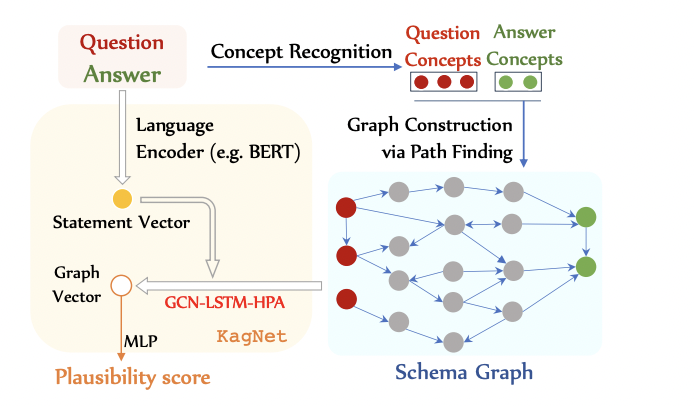 Question
Answer
Concept Recognition
Question
Concepts
Answer
Concepts
Language
Encoder (e.g. BERT)
Graph Construction
via Path Finding
Statement Vector
Graph
Vector
GCN-LSTM-HPA
KagNet
MLP
Plausibility score
Schema Graph